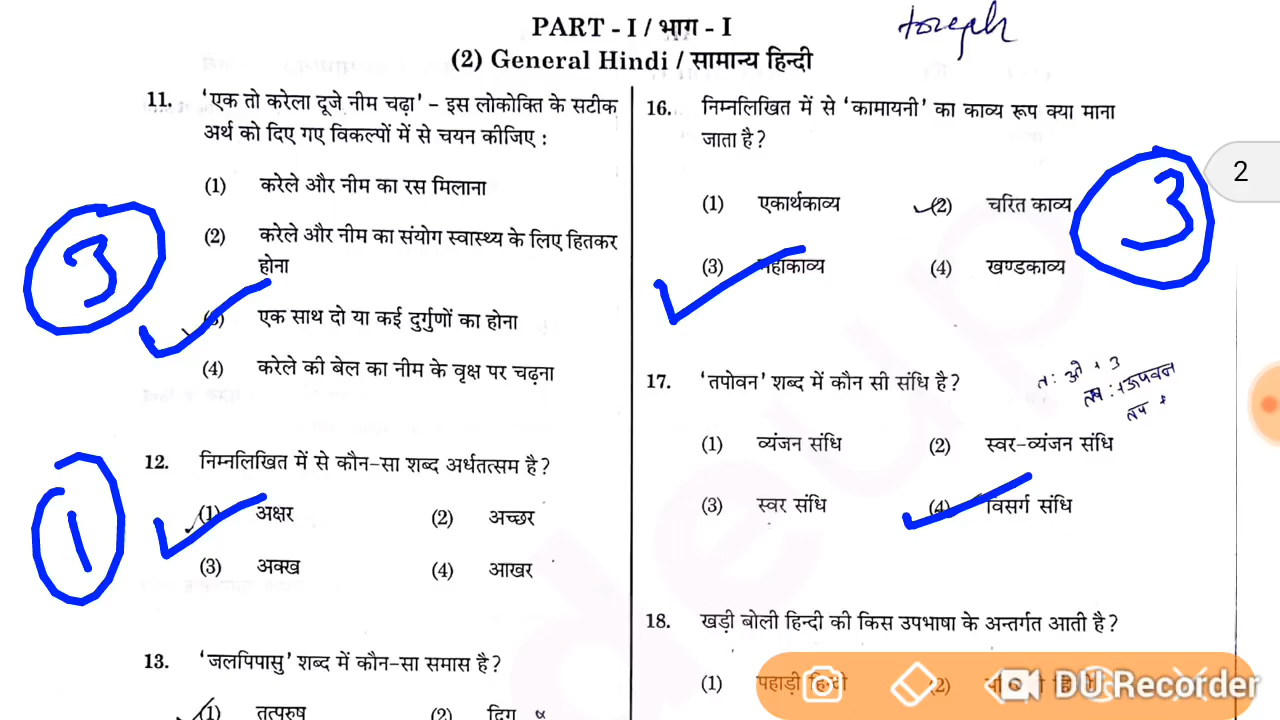 PART - I / भाग - I
(2) General Hindi / सामान्य हिन्दी
11. 'एक तो करेला दूजे नीम चढ़ा' – इस लोकोक्ति के सटीक
अर्थ को दिए गए विकल्पों में से चयन कीजिए :
(1) करेले और नीम का रस मिलाना
(2) करेले और नीम का संयोग स्वास्थ्य के लिए हितकर
होना
(3) एक साथ दो या कई दुर्गुणों का होना
(4) करेले की बेल का नीम के वृक्ष पर चढ़ना
3
12. निम्नलिखित में से कौन-सा शब्द अर्धतत्सम है?
(1) अक्षर (2) अच्छर
(3) अक्ख (4) आखर
1
13. 'जलपिपासु' शब्द में कौन-सा समास है?
(1) तत्पुरुष (2) द्विगु
16. निम्नलिखित में से 'कामायनी' का काव्य रूप क्या माना
जाता है?
(1) एकार्थकाव्य (2) चरित काव्य
(3) महाकाव्य (4) खण्डकाव्य
3
2
17. 'तपोवन' शब्द में कौन सी संधि है?
(1) व्यंजन संधि (2) स्वर-व्यंजन संधि
(3) स्वर संधि (4) विसर्ग संधि
18. खड़ी बोली हिन्दी की किस उपभाषा के अन्तर्गत आती है?
(1) पहाड़ी हिन्दी (2)
DU Recorder